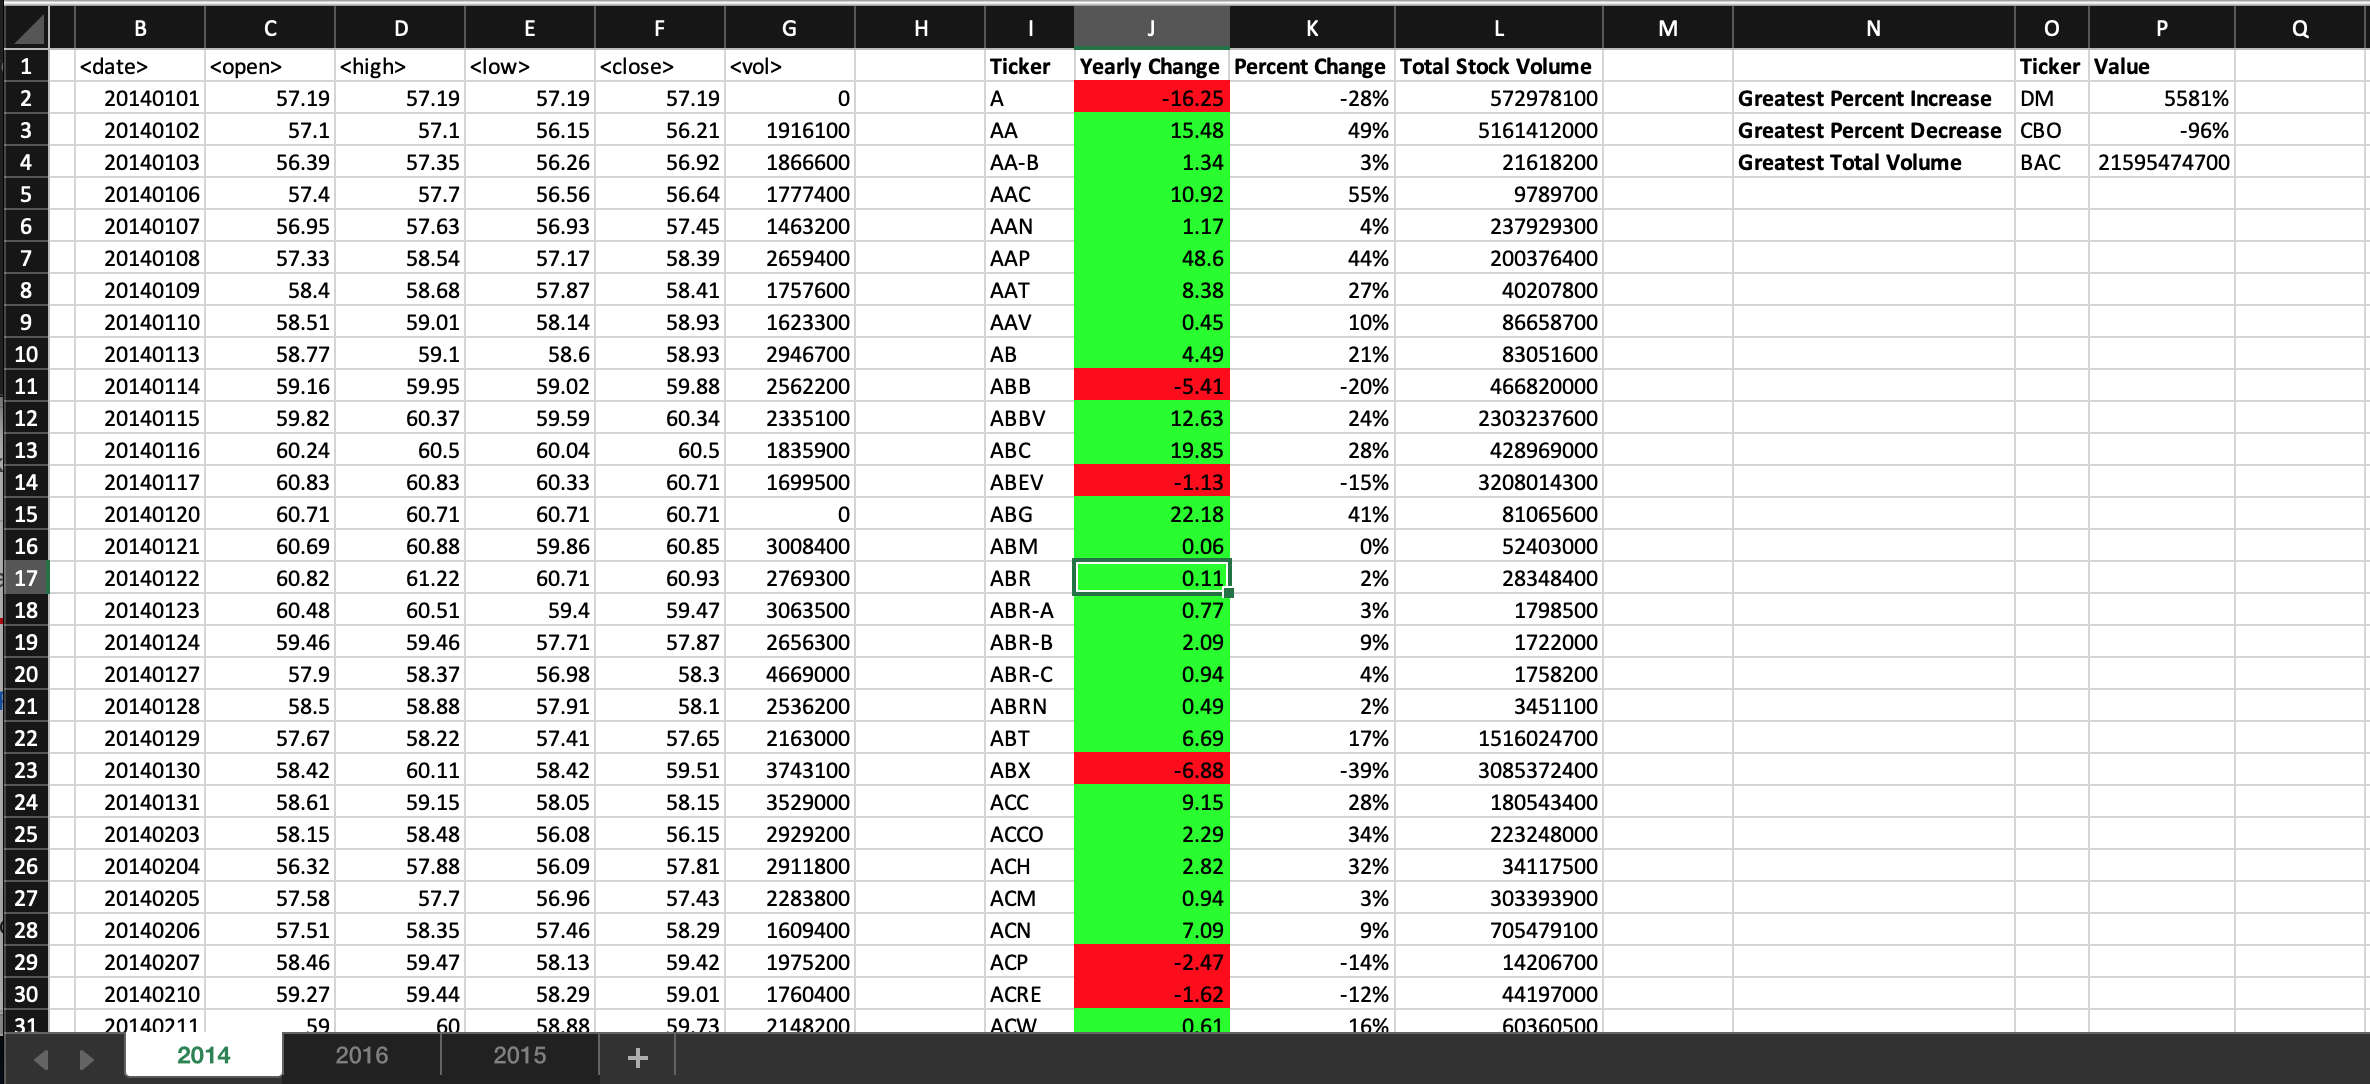 B C D E F G H I J K L M N O P Q
1 <date> <open> <high> <low> <close> <vol> Ticker Yearly Change Percent Change Total Stock Volume Ticker Value
2 20140101 57.19 57.19 57.19 57.19 0 A -16.25 -28% 572978100 Greatest Percent Increase DM 5581%
3 20140102 57.1 57.1 56.15 56.21 1916100 AA 15.48 49% 5161412000 Greatest Percent Decrease CBO -96%
4 20140103 56.39 57.35 56.26 56.92 1866600 AA-B 1.34 3% 21618200 Greatest Total Volume BAC 21595474700
5 20140106 57.4 57.7 56.56 56.64 1777400 AAC 10.92 55% 9789700
6 20140107 56.95 57.63 56.93 57.45 1463200 AAN 1.17 4% 237929300
7 20140108 57.33 58.54 57.17 58.39 2659400 AAP 48.6 44% 200376400
8 20140109 58.4 58.68 57.87 58.41 1757600 AAT 8.38 27% 40207800
9 20140110 58.51 59.01 58.14 58.93 1623300 AAV 0.45 10% 86658700
10 20140113 58.77 59.1 58.6 58.93 2946700 AB 4.49 21% 83051600
11 20140114 59.16 59.95 59.02 59.88 2562200 ABB -5.41 -20% 466820000
12 20140115 59.82 60.37 59.59 60.34 2335100 ABBV 12.63 24% 2303237600
13 20140116 60.24 60.5 60.04 60.5 1835900 ABC 19.85 28% 428969000
14 20140117 60.83 60.83 60.33 60.71 1699500 ABEV -1.13 -15% 3208014300
15 20140120 60.71 60.71 60.71 60.71 0 ABG 22.18 41% 81065600
16 20140121 60.69 60.88 59.86 60.85 3008400 ABM 0.06 0% 52403000
17 20140122 60.82 61.22 60.71 60.93 2769300 ABR 0.11 2% 28348400
18 20140123 60.48 60.51 59.4 59.47 3063500 ABR-A 0.77 3% 1798500
19 20140124 59.46 59.46 57.71 57.87 2656300 ABR-B 2.09 9% 1722000
20 20140127 57.9 58.37 56.98 58.3 4669000 ABR-C 0.94 4% 1758200
21 20140128 58.5 58.88 57.91 58.1 2536200 ABRN 0.49 2% 3451100
22 20140129 57.67 58.22 57.41 57.65 2163000 ABT 6.69 17% 1516024700
23 20140130 58.42 60.11 58.42 59.51 3743100 ABX -6.88 -39% 3085372400
24 20140131 58.61 59.15 58.05 58.15 3529000 ACC 9.15 28% 180543400
25 20140203 58.15 58.48 56.08 56.15 2929200 ACCO 2.29 34% 223248000
26 20140204 56.32 57.88 56.09 57.81 2911800 ACH 2.82 32% 34117500
27 20140205 57.58 57.7 56.96 57.43 2283800 ACM 0.94 3% 303393900
28 20140206 57.51 58.35 57.46 58.29 1609400 ACN 7.09 9% 705479100
29 20140207 58.46 59.47 58.13 59.42 1975200 ACP -2.47 -14% 14206700
30 20140210 59.27 59.44 58.29 59.01 1760400 ACRE -1.62 -12% 44197000
31 20140211 59 60 58.88 59.73 2148200 ACW 0.61 16% 60360500
2014 2016 2015 +